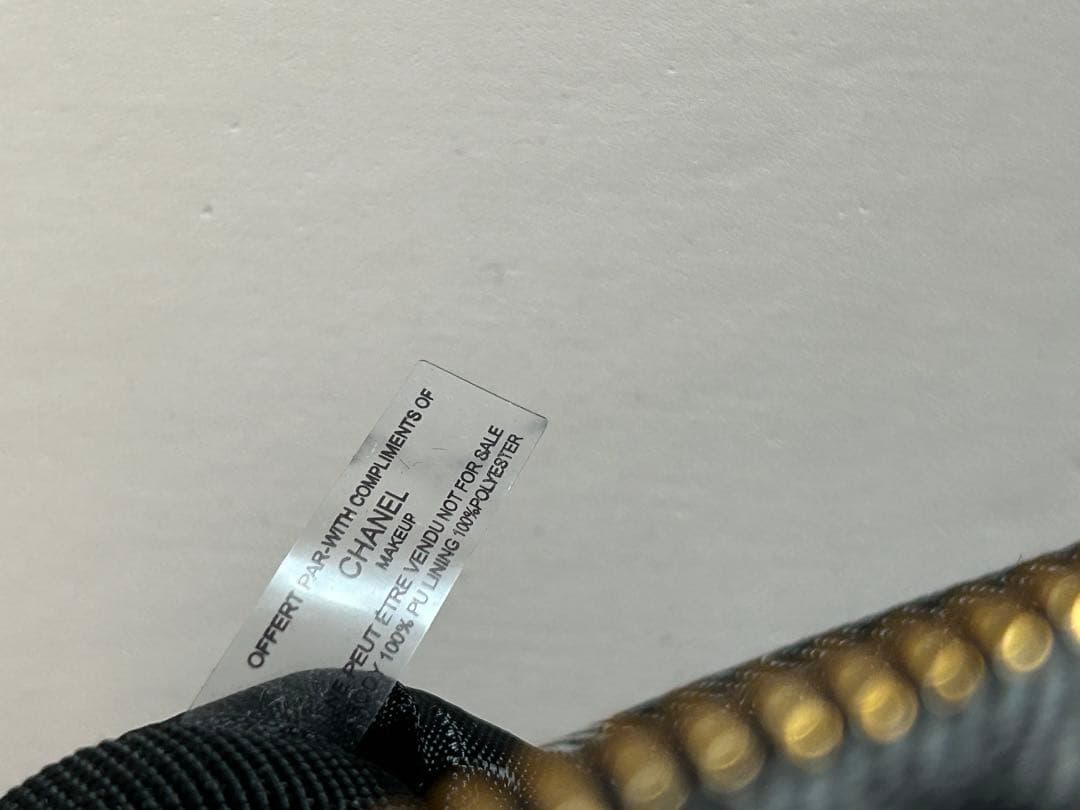 OFFERT PAR-WITH COMPLIMENTS OF
CHANEL
MAKEUP
PEUT ÊTRE VENDU NOT FOR SALE
100% PU LINING 100%POLYESTER